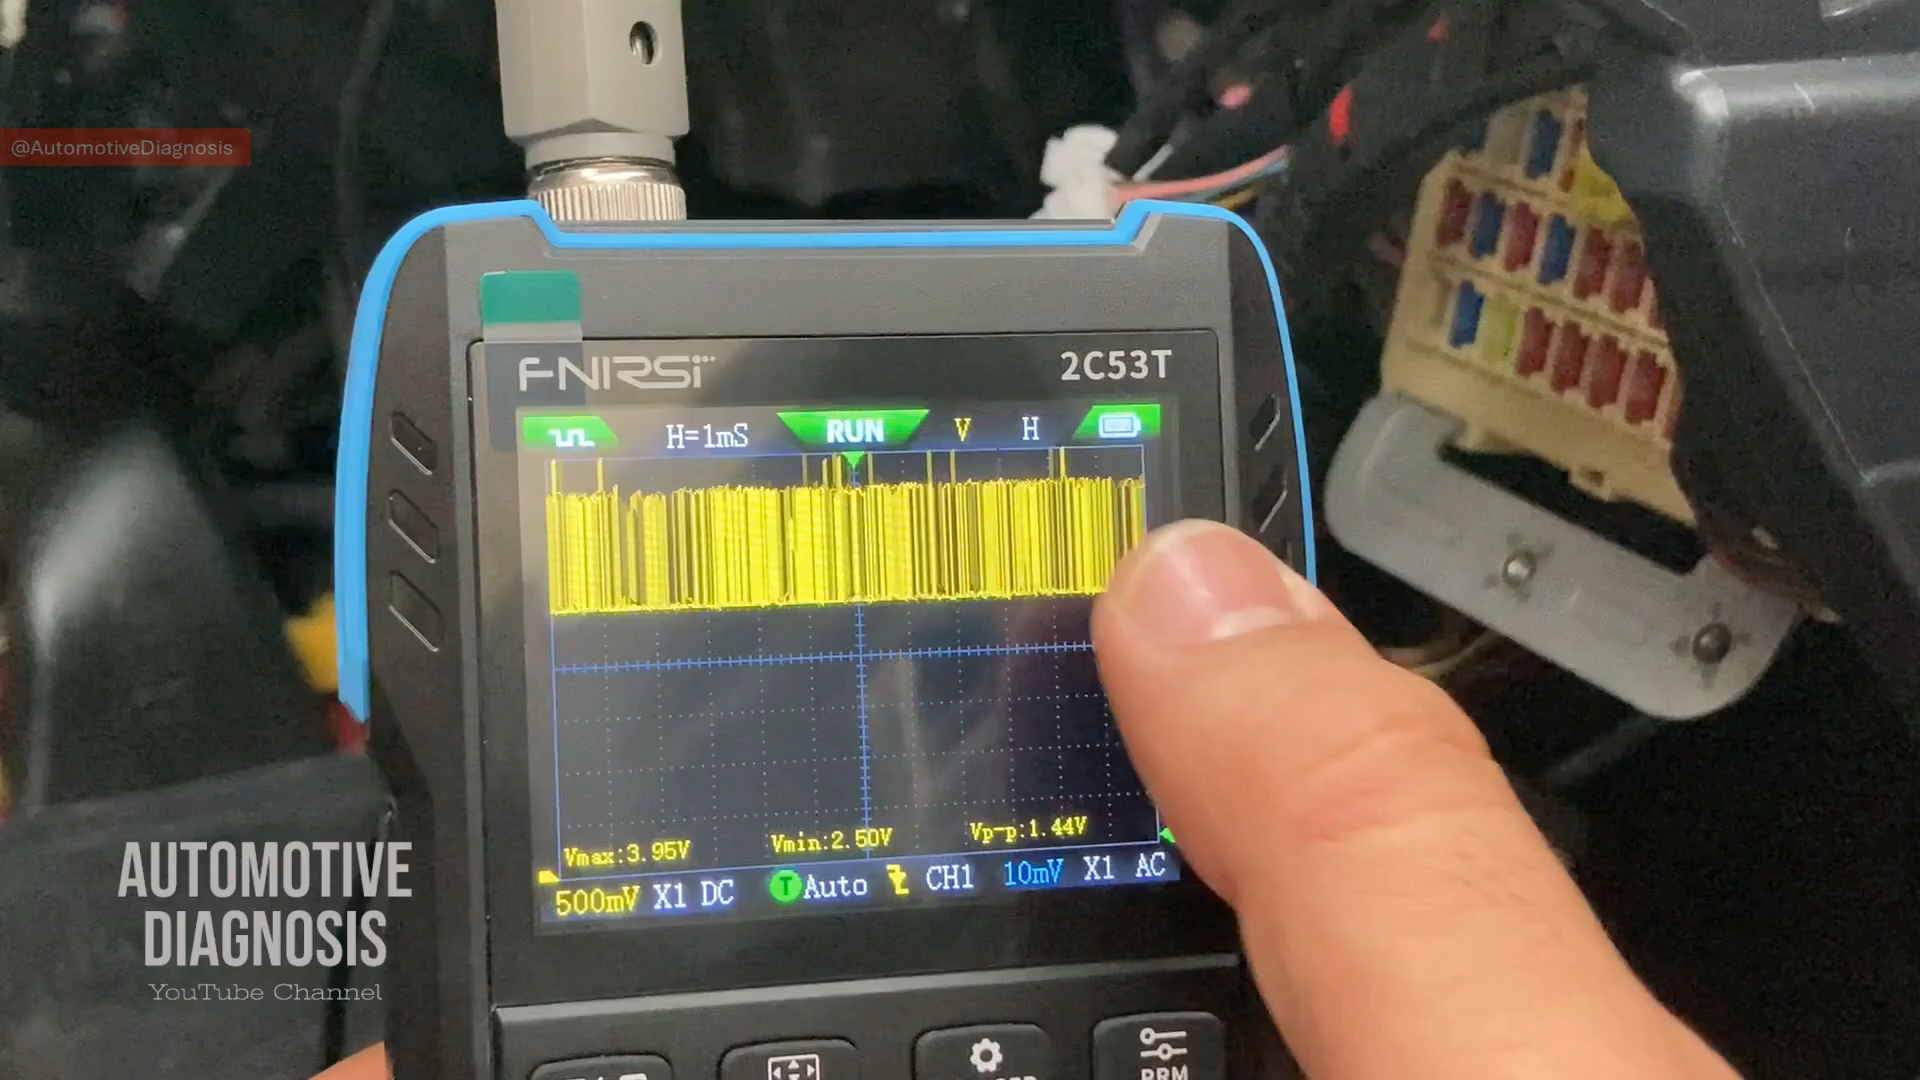 @AutomotiveDiagnosis
FNIRSI
2C53T
H=1mS
RUN
V
H
Vmax:3.95V
Vmin:2.50V
Vp-p:1.44V
500mV X1 DC
T Auto
CH1
10mV X1 AC
AUTOMOTIVE
DIAGNOSIS
YouTube Channel
PRM